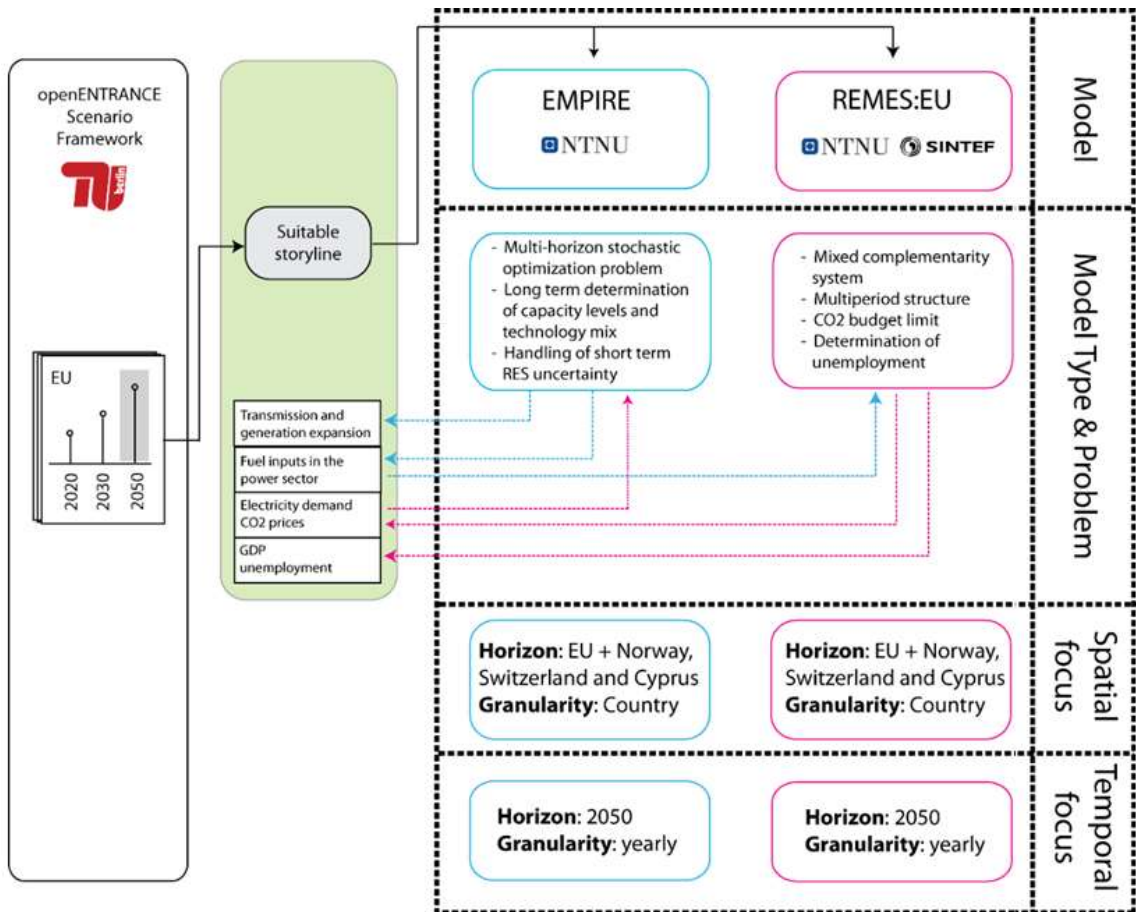 openENTRANCE
Scenario
Framework
TU
berlin
EU
2020
2030
2050
Suitable
storyline
Transmission and
generation expansion
Fuel inputs in the
power sector
Electricity demand
CO2 prices
GDP
unemployment
EMPIRE
NTNU
REMES:EU
NTNU SINTEF
Model
- Multi-horizon stochastic
optimization problem
- Long term determination
of capacity levels and
technology mix
- Handling of short term
RES uncertainty
- Mixed complementarity
system
- Multiperiod structure
- CO2 budget limit
- Determination of
unemployment
Model Type & Problem
Horizon: EU + Norway,
Switzerland and Cyprus
Granularity: Country
Horizon: EU + Norway,
Switzerland and Cyprus
Granularity: Country
Spatial
focus
Horizon: 2050
Granularity: yearly
Horizon: 2050
Granularity: yearly
Temporal
focus